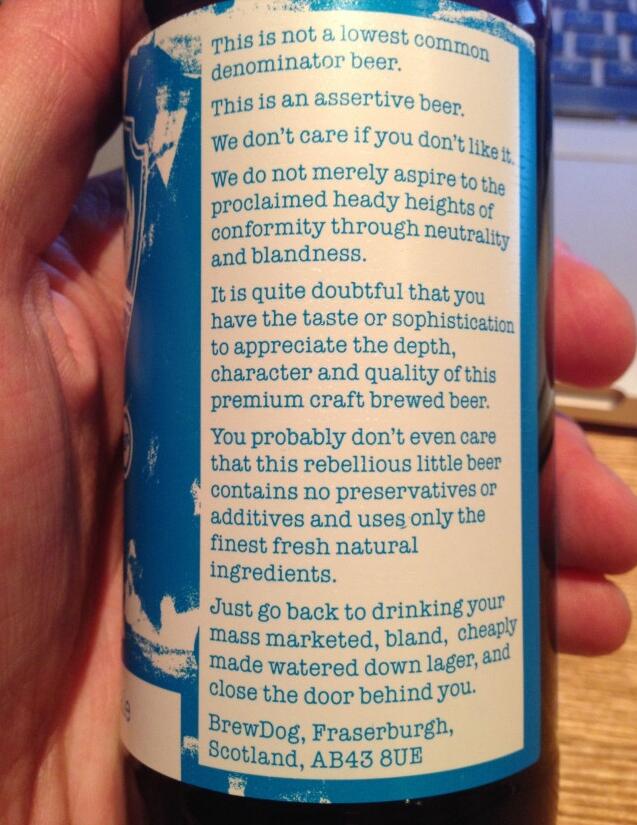 This is not a lowest common
denominator beer.
This is an assertive beer.
We don't care if you don't like it.
We do not merely aspire to the
proclaimed heady heights of
conformity through neutrality
and blandness.
It is quite doubtful that you
have the taste or sophistication
to appreciate the depth,
character and quality of this
premium craft brewed beer.
You probably don't even care
that this rebellious little beer
contains no preservatives or
additives and uses only the
finest fresh natural
ingredients.
Just go back to drinking your
mass marketed, bland, cheaply
made watered down lager, and
close the door behind you.
BrewDog, Fraserburgh,
Scotland, AB43 8UE